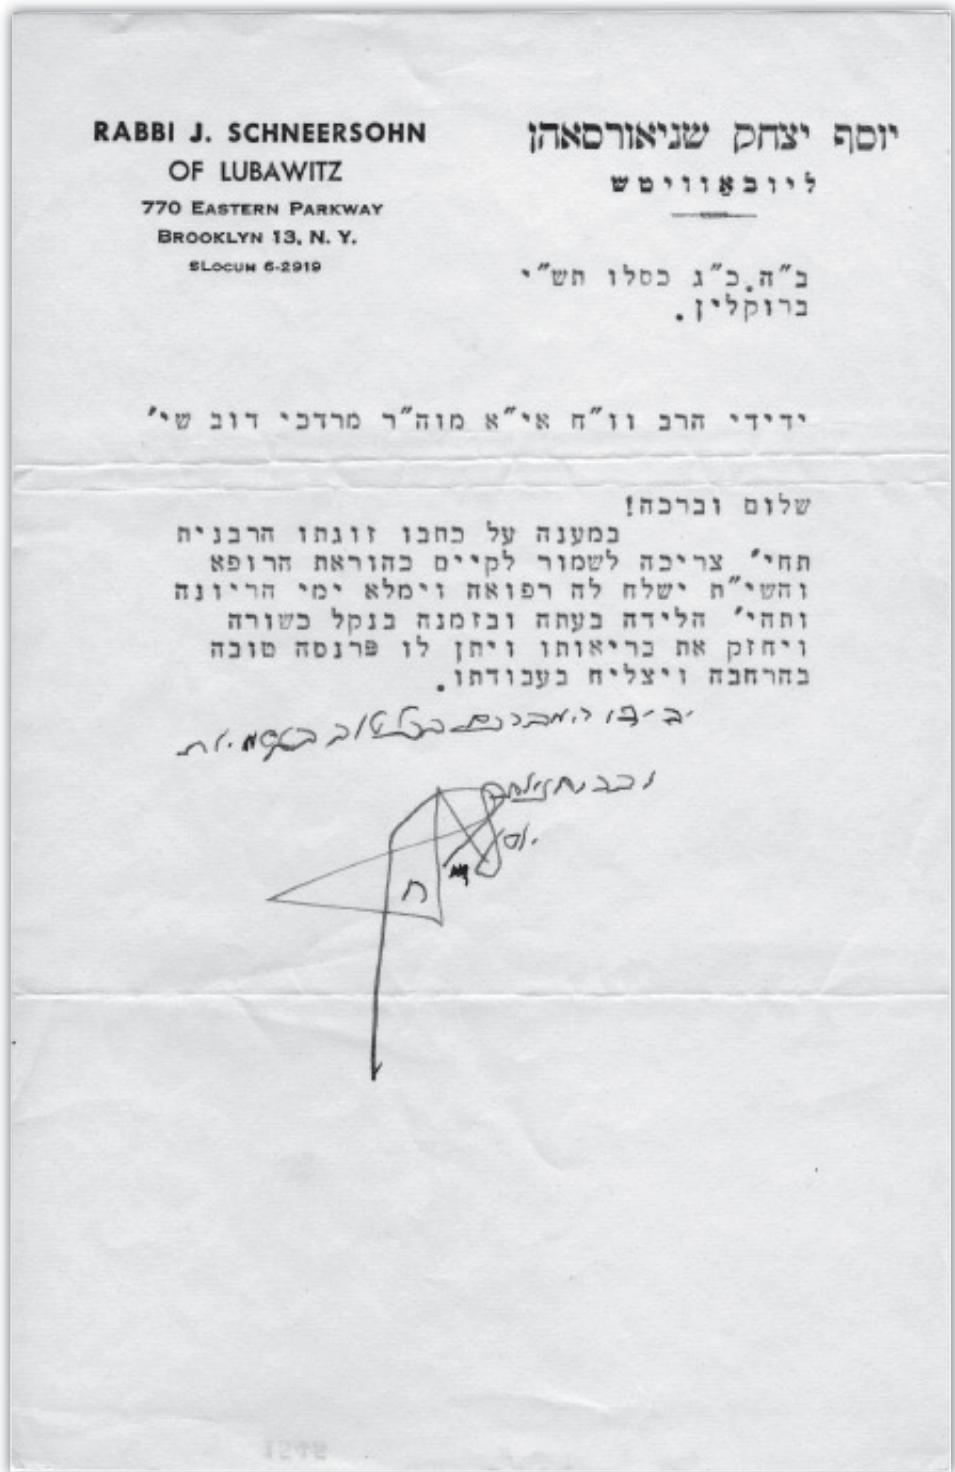 RABBI J. SCHNEERSOHN
OF LUBAWITZ
770 EASTERN PARKWAY
BROOKLYN 13, N. Y.
SLOCUM 6-2919
יוסף יצחק שניאורסאהן
ליובאַוויטש
ב"ה. כ"ג כסלו תש"י
ברוקלין.
ידידי הרב וו"ח אי"א מוה"ר מרדכי דוב שי'
שלום וברכה!
במענה על כתבו זוגתו הרבנית
תחי' צריכה לשמור לקיים כהוראת הרופא
והשי"ת ישלח לה רפואה וימלא ימי הריונה
ותהי' הלידה בעתה ובזמנה בנקל כשורה
ויחזק את בריאותו ויתן לו פרנסה טובה
בהרחבה ויצליח בעבודתו.
ידידו